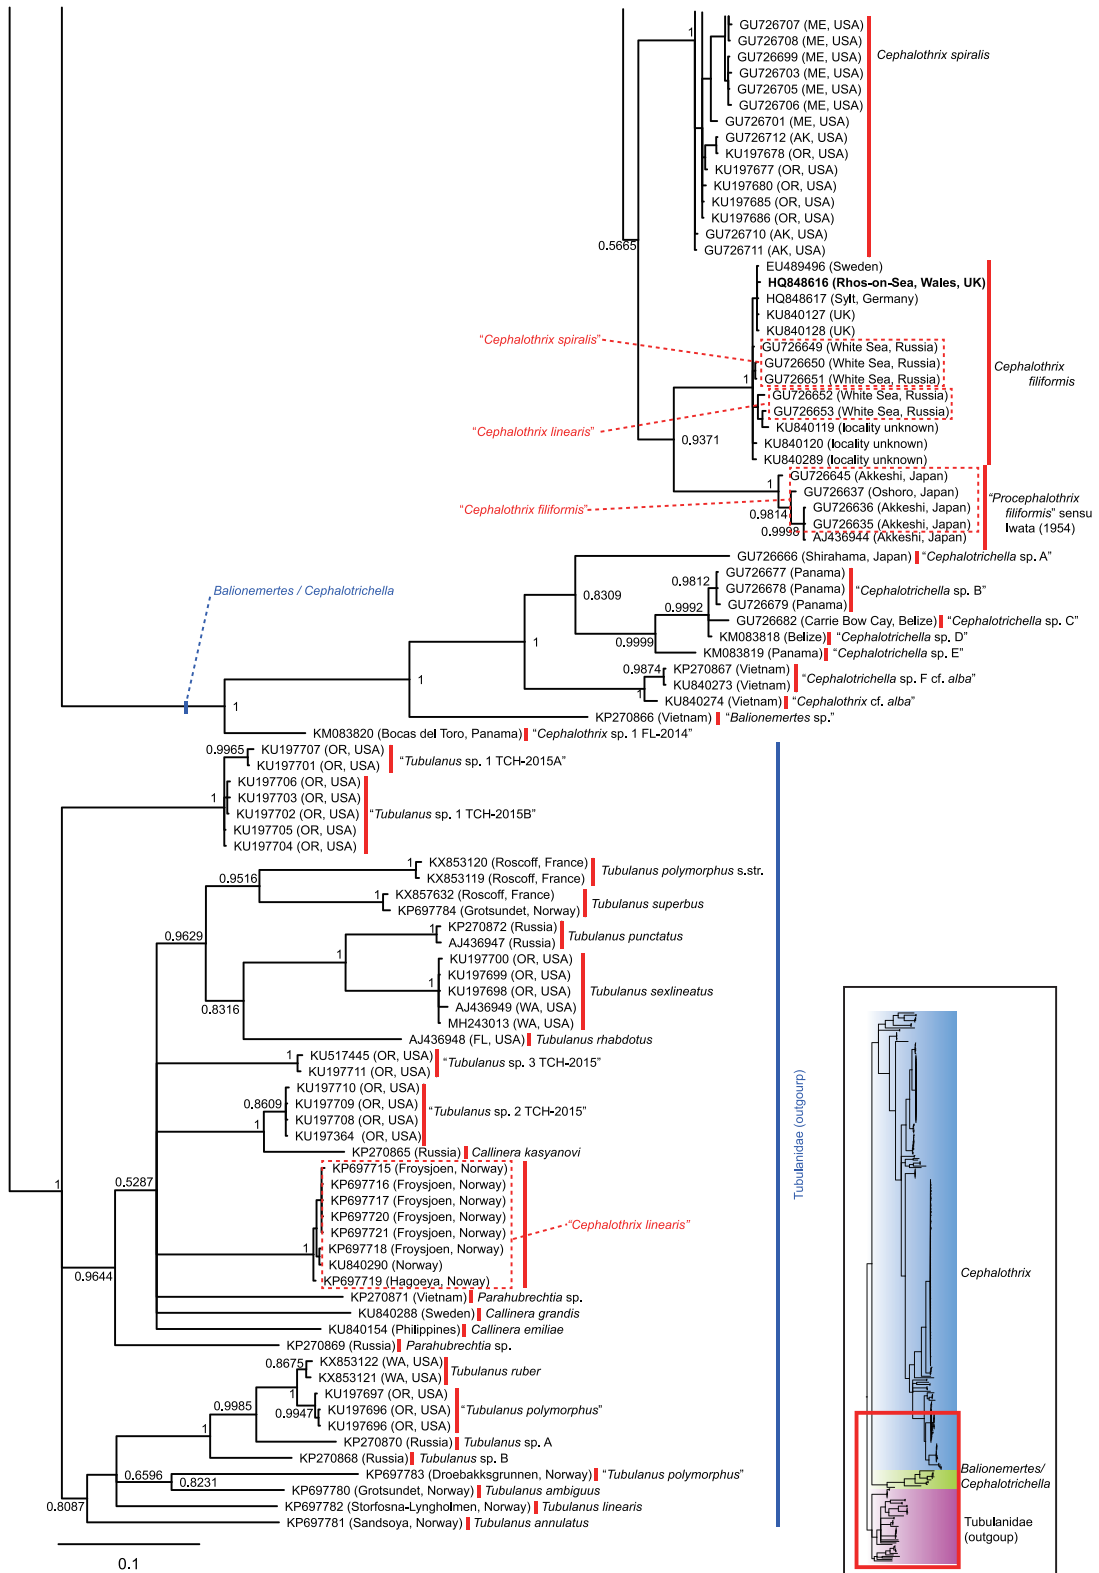 GU726707 (ME, USA)
GU726708 (ME, USA)
GU726699 (ME, USA)
GU726703 (ME, USA)
GU726705 (ME, USA)
GU726706 (ME, USA)
GU726701 (ME, USA)
GU726712 (AK, USA)
KU197678 (OR, USA)
KU197677 (OR, USA)
KU197680 (OR, USA)
KU197685 (OR, USA)
KU197686 (OR, USA)
GU726710 (AK, USA)
GU726711 (AK, USA)
1
Cephalothrix spiralis
0.5665
EU489496 (Sweden)
HQ848616 (Rhos-on-Sea, Wales, UK)
HQ848617 (Sylt, Germany)
KU840127 (UK)
KU840128 (UK)
GU726649 (White Sea, Russia)
GU726650 (White Sea, Russia)
GU726651 (White Sea, Russia)
GU726652 (White Sea, Russia)
GU726653 (White Sea, Russia)
KU840119 (locality unknown)
KU840120 (locality unknown)
KU840289 (locality unknown)
1
"Cephalothrix spiralis"
"Cephalothrix linearis"
Cephalothrix
filiformis
0.9371
GU726645 (Akkeshi, Japan)
GU726637 (Oshoro, Japan)
GU726636 (Akkeshi, Japan)
GU726635 (Akkeshi, Japan)
AJ436944 (Akkeshi, Japan)
1
0.9814
0.9998
"Cephalothrix filiformis"
"Procephalothrix
filiformis" sensu
Iwata (1954)
GU726666 (Shirahama, Japan) "Cephalotrichella sp. A"
GU726677 (Panama)
GU726678 (Panama)
GU726679 (Panama)
"Cephalotrichella sp. B"
0.9812
GU726682 (Carrie Bow Cay, Belize) "Cephalotrichella sp. C"
KM083818 (Belize) "Cephalotrichella sp. D"
KM083819 (Panama) "Cephalotrichella sp. E"
0.8309
0.9992
0.9999
1
KP270867 (Vietnam)
KU840273 (Vietnam)
"Cephalotrichella sp. F cf. alba"
KU840274 (Vietnam) "Cephalothrix cf. alba"
0.9874
1
KP270866 (Vietnam) "Balionemertes sp."
1
1
Balionemertes / Cephalotrichella
KM083820 (Bocas del Toro, Panama) "Cephalothrix sp. 1 FL-2014"
KU197707 (OR, USA)
KU197701 (OR, USA)
"Tubulanus sp. 1 TCH-2015A"
0.9965
KU197706 (OR, USA)
KU197703 (OR, USA)
KU197702 (OR, USA)
KU197705 (OR, USA)
KU197704 (OR, USA)
"Tubulanus sp. 1 TCH-2015B"
1
KX853120 (Roscoff, France)
KX853119 (Roscoff, France)
Tubulanus polymorphus s.str.
1
0.9516
KX857632 (Roscoff, France)
KP697784 (Grotsundet, Norway)
Tubulanus superbus
1
0.9629
KP270872 (Russia)
AJ436947 (Russia)
Tubulanus punctatus
1
1
KU197700 (OR, USA)
KU197699 (OR, USA)
KU197698 (OR, USA)
AJ436949 (WA, USA)
MH243013 (WA, USA)
Tubulanus sexlineatus
1
0.8316
AJ436948 (FL, USA) Tubulanus rhabdotus
KU517445 (OR, USA)
KU197711 (OR, USA)
"Tubulanus sp. 3 TCH-2015"
1
KU197710 (OR, USA)
KU197709 (OR, USA)
KU197708 (OR, USA)
KU197364 (OR, USA)
"Tubulanus sp. 2 TCH-2015"
0.8609
1
KP270865 (Russia) Callinera kasyanovi
KP697715 (Froysjoen, Norway)
KP697716 (Froysjoen, Norway)
KP697717 (Froysjoen, Norway)
KP697720 (Froysjoen, Norway)
KP697721 (Froysjoen, Norway)
KP697718 (Froysjoen, Norway)
KU840290 (Norway)
KP697719 (Hagoeya, Noway)
1
"Cephalothrix linearis"
0.5287
1
0.9644
KP270871 (Vietnam) Parahubrechtia sp.
KU840288 (Sweden) Callinera grandis
KU840154 (Philippines) Callinera emiliae
KP270869 (Russia) Parahubrechtia sp.
KX853122 (WA, USA)
KX853121 (WA, USA)
Tubulanus ruber
0.8675
1
KU197697 (OR, USA)
KU197696 (OR, USA)
KU197696 (OR, USA)
"Tubulanus polymorphus"
0.9947
0.9985
KP270870 (Russia) Tubulanus sp. A
1
KP270868 (Russia) Tubulanus sp. B
KP697783 (Droebakksgrunnen, Norway) "Tubulanus polymorphus"
0.6596
0.8231
KP697780 (Grotsundet, Norway) Tubulanus ambiguus
KP697782 (Storfosna-Lyngholmen, Norway) Tubulanus linearis
0.8087
KP697781 (Sandsoya, Norway) Tubulanus annulatus
Tubulanidae (outgourp)
0.1
Cephalothrix
Balionemertes/
Cephalotrichella
Tubulanidae
(outgoup)